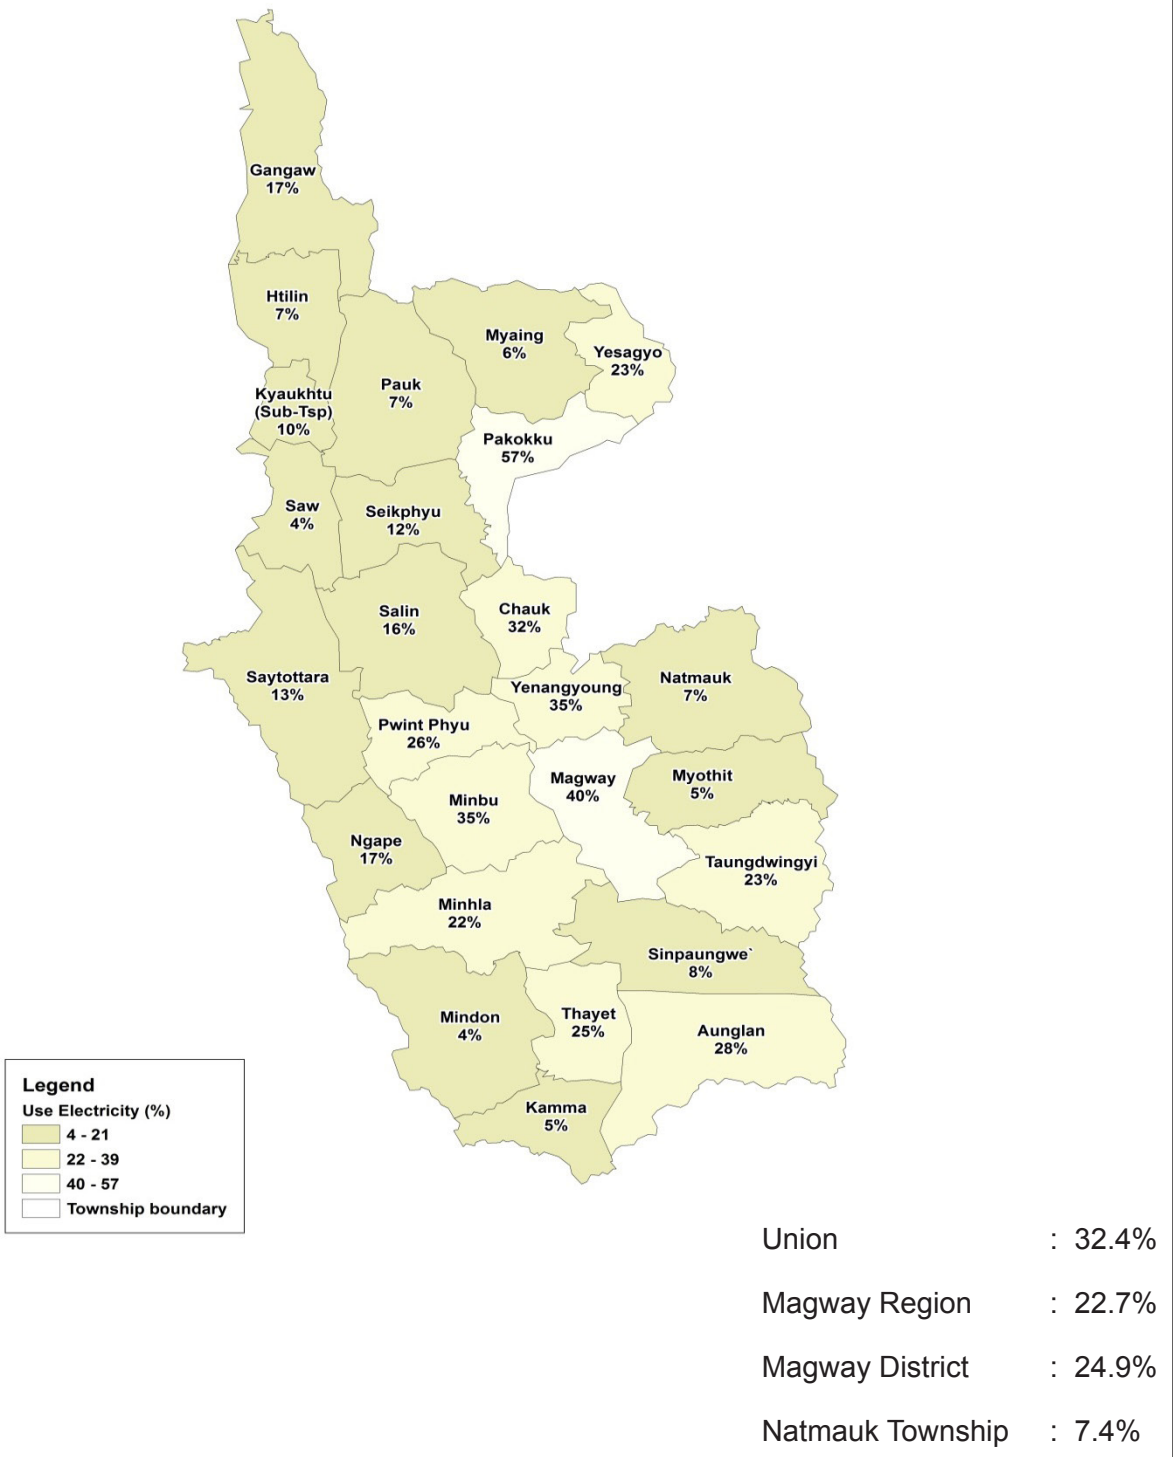 Gangaw
17%
Htilin
7%
Myaing
6%
Yesagyo
23%
Kyaukhtu
(Sub-Tsp)
10%
Pauk
7%
Pakokku
57%
Saw
4%
Seikphyu
12%
Salin
16%
Chauk
32%
Saytottara
13%
Yenangyoung
35%
Natmauk
7%
Pwint Phyu
26%
Magway
40%
Myothit
5%
Minbu
35%
Ngape
17%
Taungdwingyi
23%
Minhla
22%
Sinpaungwe`
8%
Mindon
4%
Thayet
25%
Aunglan
28%
Kamma
5%
Legend
Use Electricity (%)
4 - 21
22 - 39
40 - 57
Township boundary
Union : 32.4%
Magway Region : 22.7%
Magway District : 24.9%
Natmauk Township : 7.4%